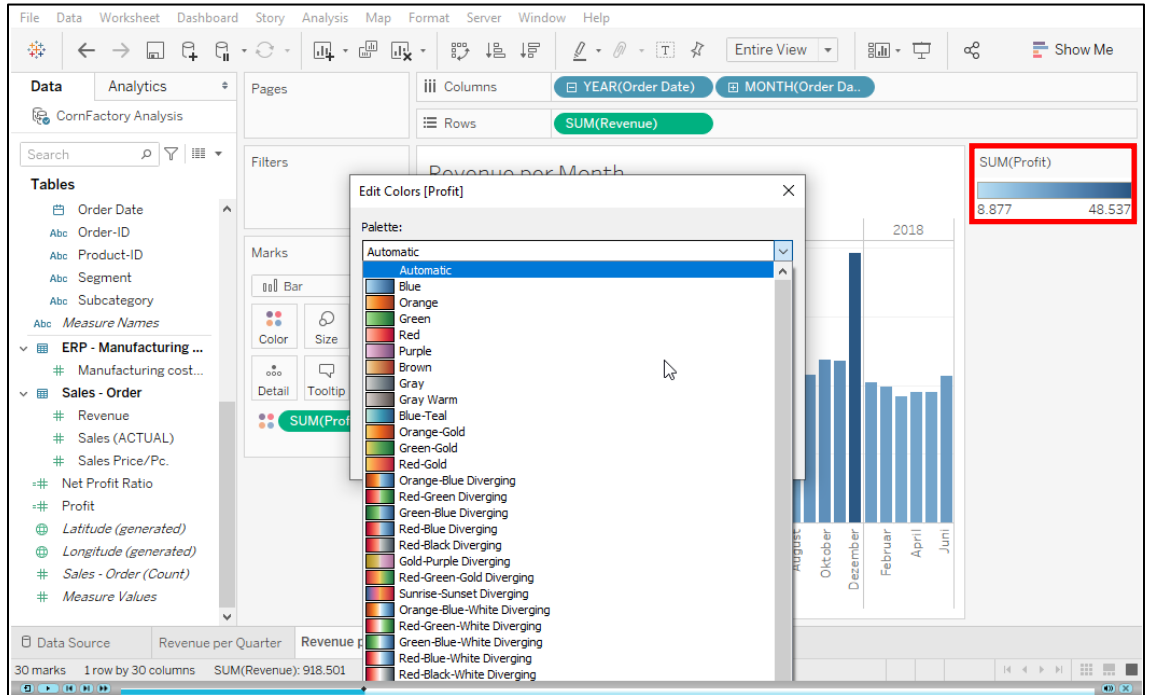 File Data Worksheet Dashboard Story Analysis Map Format Server Window Help
Entire View
Show Me
Data Analytics
CornFactory Analysis
Search
Tables
Order Date
Abc Order-ID
Abc Product-ID
Abc Segment
Abc Subcategory
Abc Measure Names
ERP - Manufacturing ...
# Manufacturing cost...
Sales - Order
# Revenue
# Sales (ACTUAL)
# Sales Price/Pc.
=# Net Profit Ratio
=# Profit
Latitude (generated)
Longitude (generated)
# Sales - Order (Count)
# Measure Values
Pages
Filters
Marks
Bar
Color Size
Detail Tooltip
SUM(Prof
Columns YEAR(Order Date) MONTH(Order Da..
Rows SUM(Revenue)
Revenue per Month
2018
August
Oktober
Dezember
Februar
April
Juni
Edit Colors [Profit]
Palette:
Automatic
Automatic
Blue
Orange
Green
Red
Purple
Brown
Gray
Gray Warm
Blue-Teal
Orange-Gold
Green-Gold
Red-Gold
Orange-Blue Diverging
Red-Green Diverging
Green-Blue Diverging
Red-Blue Diverging
Red-Black Diverging
Gold-Purple Diverging
Red-Green-Gold Diverging
Sunrise-Sunset Diverging
Orange-Blue-White Diverging
Red-Green-White Diverging
Green-Blue-White Diverging
Red-Blue-White Diverging
Red-Black-White Diverging
SUM(Profit)
8.877 48.537
Data Source Revenue per Quarter Revenue p
30 marks 1 row by 30 columns SUM(Revenue): 918.501